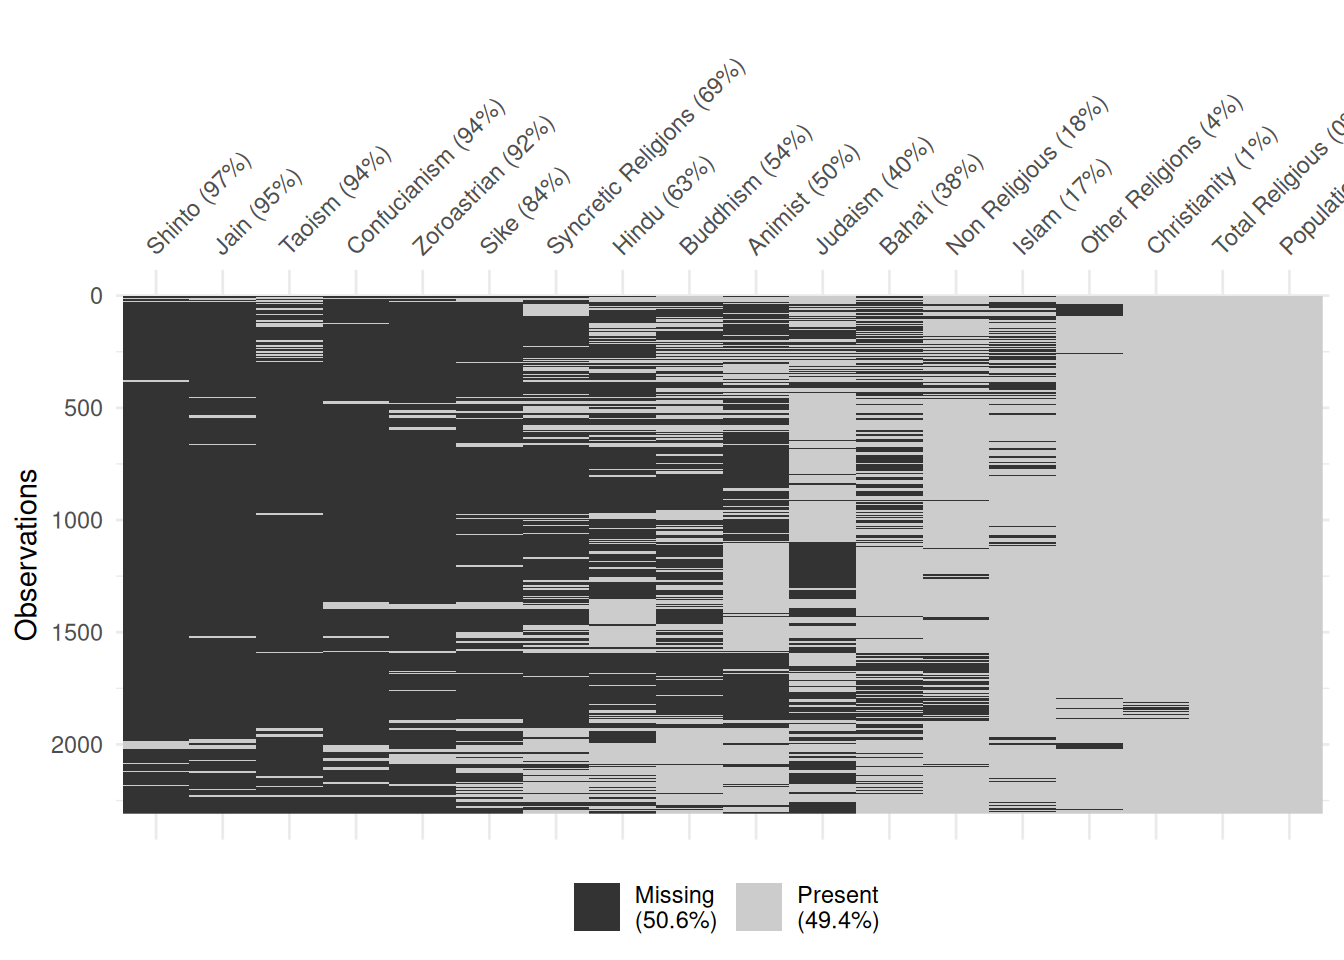 Shinto (97%)
Jain (95%)
Taoism (94%)
Confucianism (94%)
Zoroastrian (92%)
Sike (84%)
Syncretic Religions (69%)
Hindu (63%)
Buddhism (54%)
Animist (50%)
Judaism (40%)
Baha'i (38%)
Non Religious (18%)
Islam (17%)
Other Religions (4%)
Christianity (1%)
Total Religious (0
Populatio
Observations
0
500
1000
1500
2000
Missing
(50.6%)
Present
(49.4%)